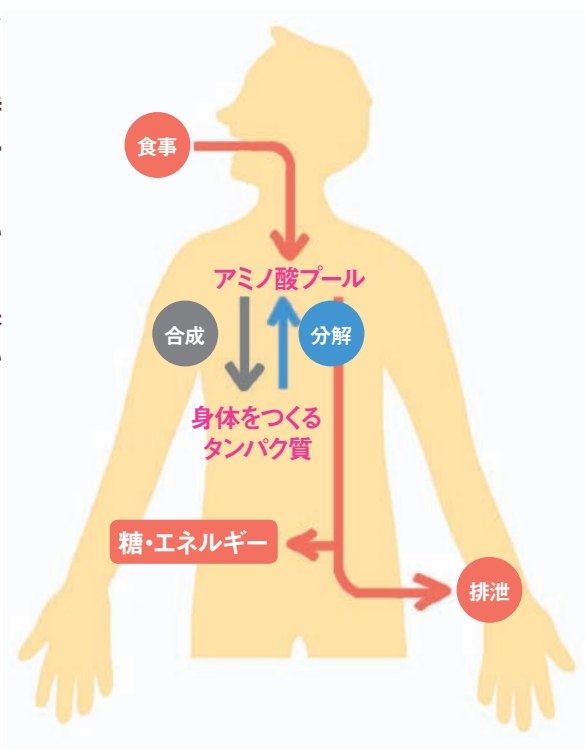 食事
アミノ酸プール
合成
分解
身体をつくる
タンパク質
糖・エネルギー
排泄